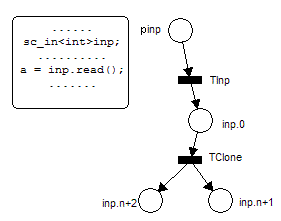 ------
sc_in<int>inp;
----------
a = inp.read();
-------
pinp
TInp
inp.0
TClone
inp.n+2
inp.n+1